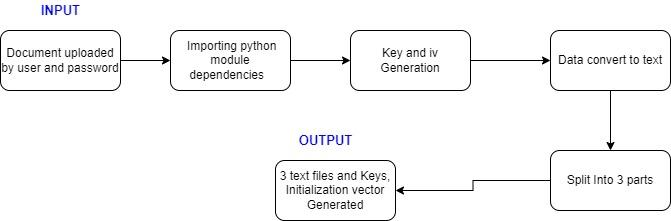 INPUT
Document uploaded
by user and password
Importing python
module
dependencies
Key and iv
Generation
Data convert to text
Split Into 3 parts
OUTPUT
3 text files and Keys,
Initialization vector
Generated